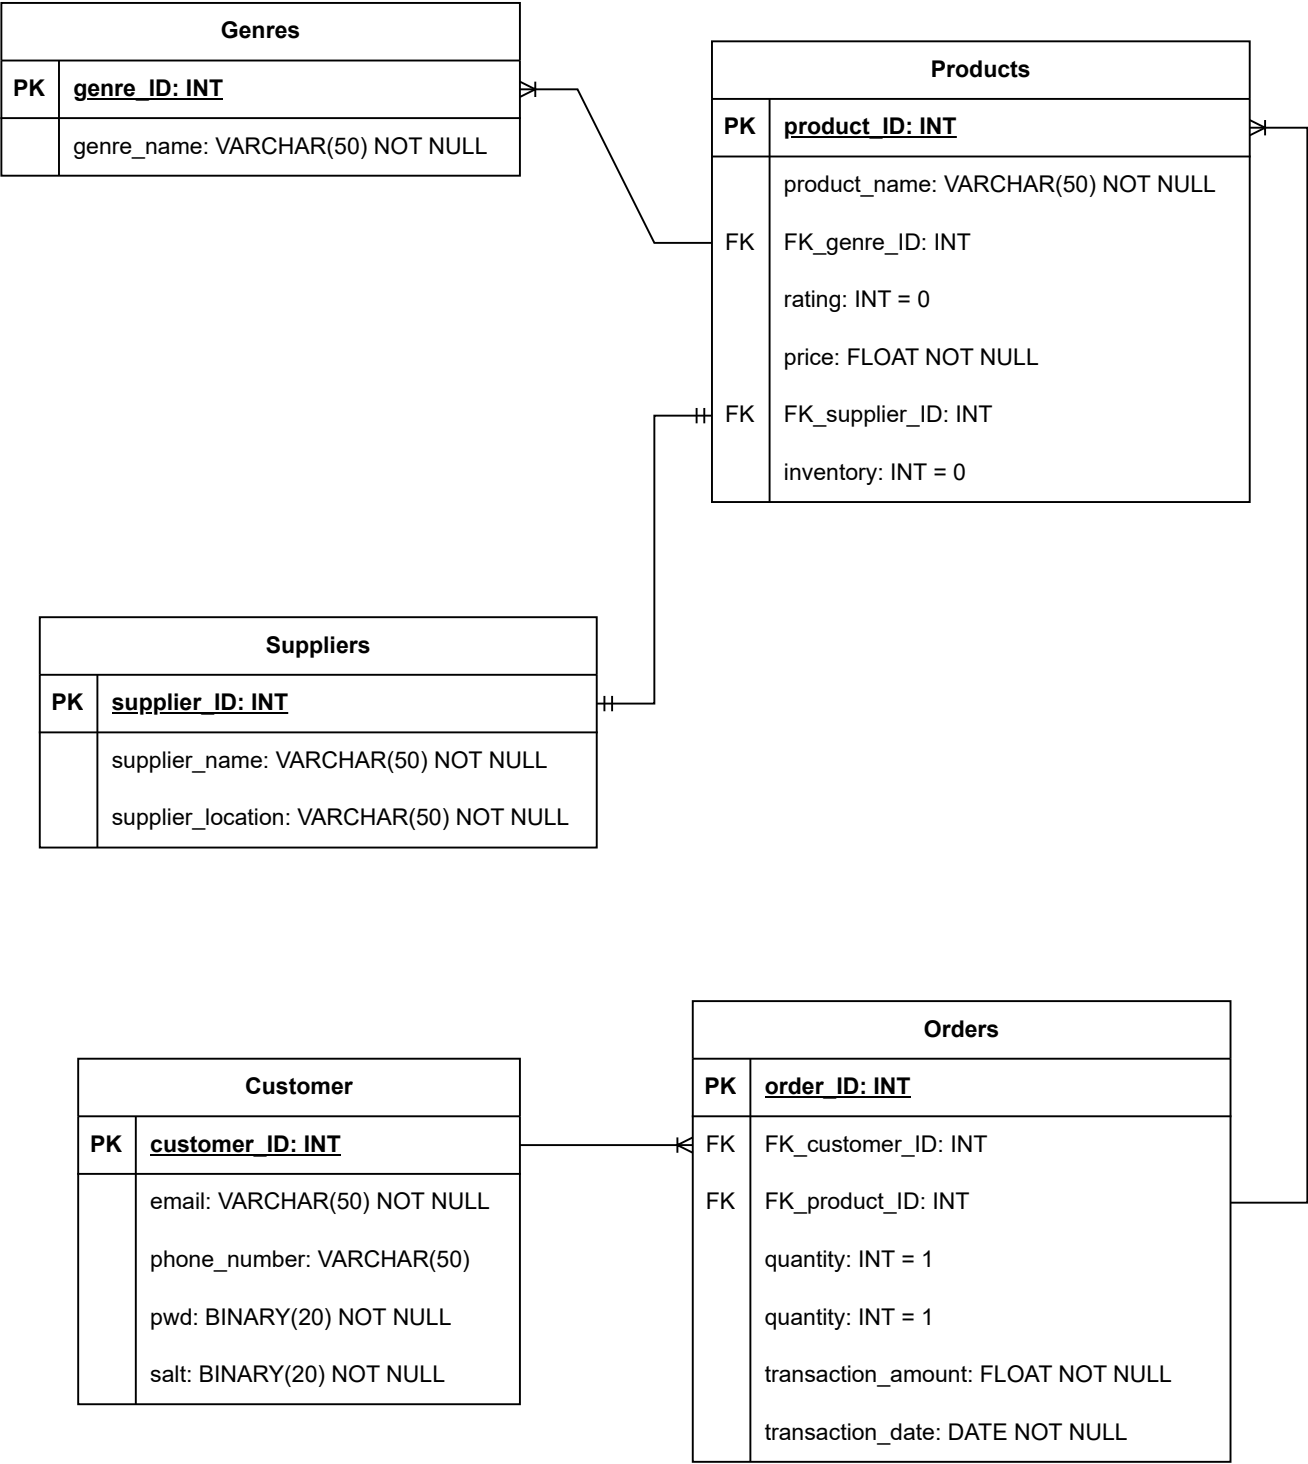 Genres
PK genre_ID: INT
genre_name: VARCHAR(50) NOT NULL
Products
PK product_ID: INT
product_name: VARCHAR(50) NOT NULL
FK FK_genre_ID: INT
rating: INT = 0
price: FLOAT NOT NULL
FK FK_supplier_ID: INT
inventory: INT = 0
Suppliers
PK supplier_ID: INT
supplier_name: VARCHAR(50) NOT NULL
supplier_location: VARCHAR(50) NOT NULL
Customer
PK customer_ID: INT
email: VARCHAR(50) NOT NULL
phone_number: VARCHAR(50)
pwd: BINARY(20) NOT NULL
salt: BINARY(20) NOT NULL
Orders
PK order_ID: INT
FK FK_customer_ID: INT
FK FK_product_ID: INT
quantity: INT = 1
quantity: INT = 1
transaction_amount: FLOAT NOT NULL
transaction_date: DATE NOT NULL